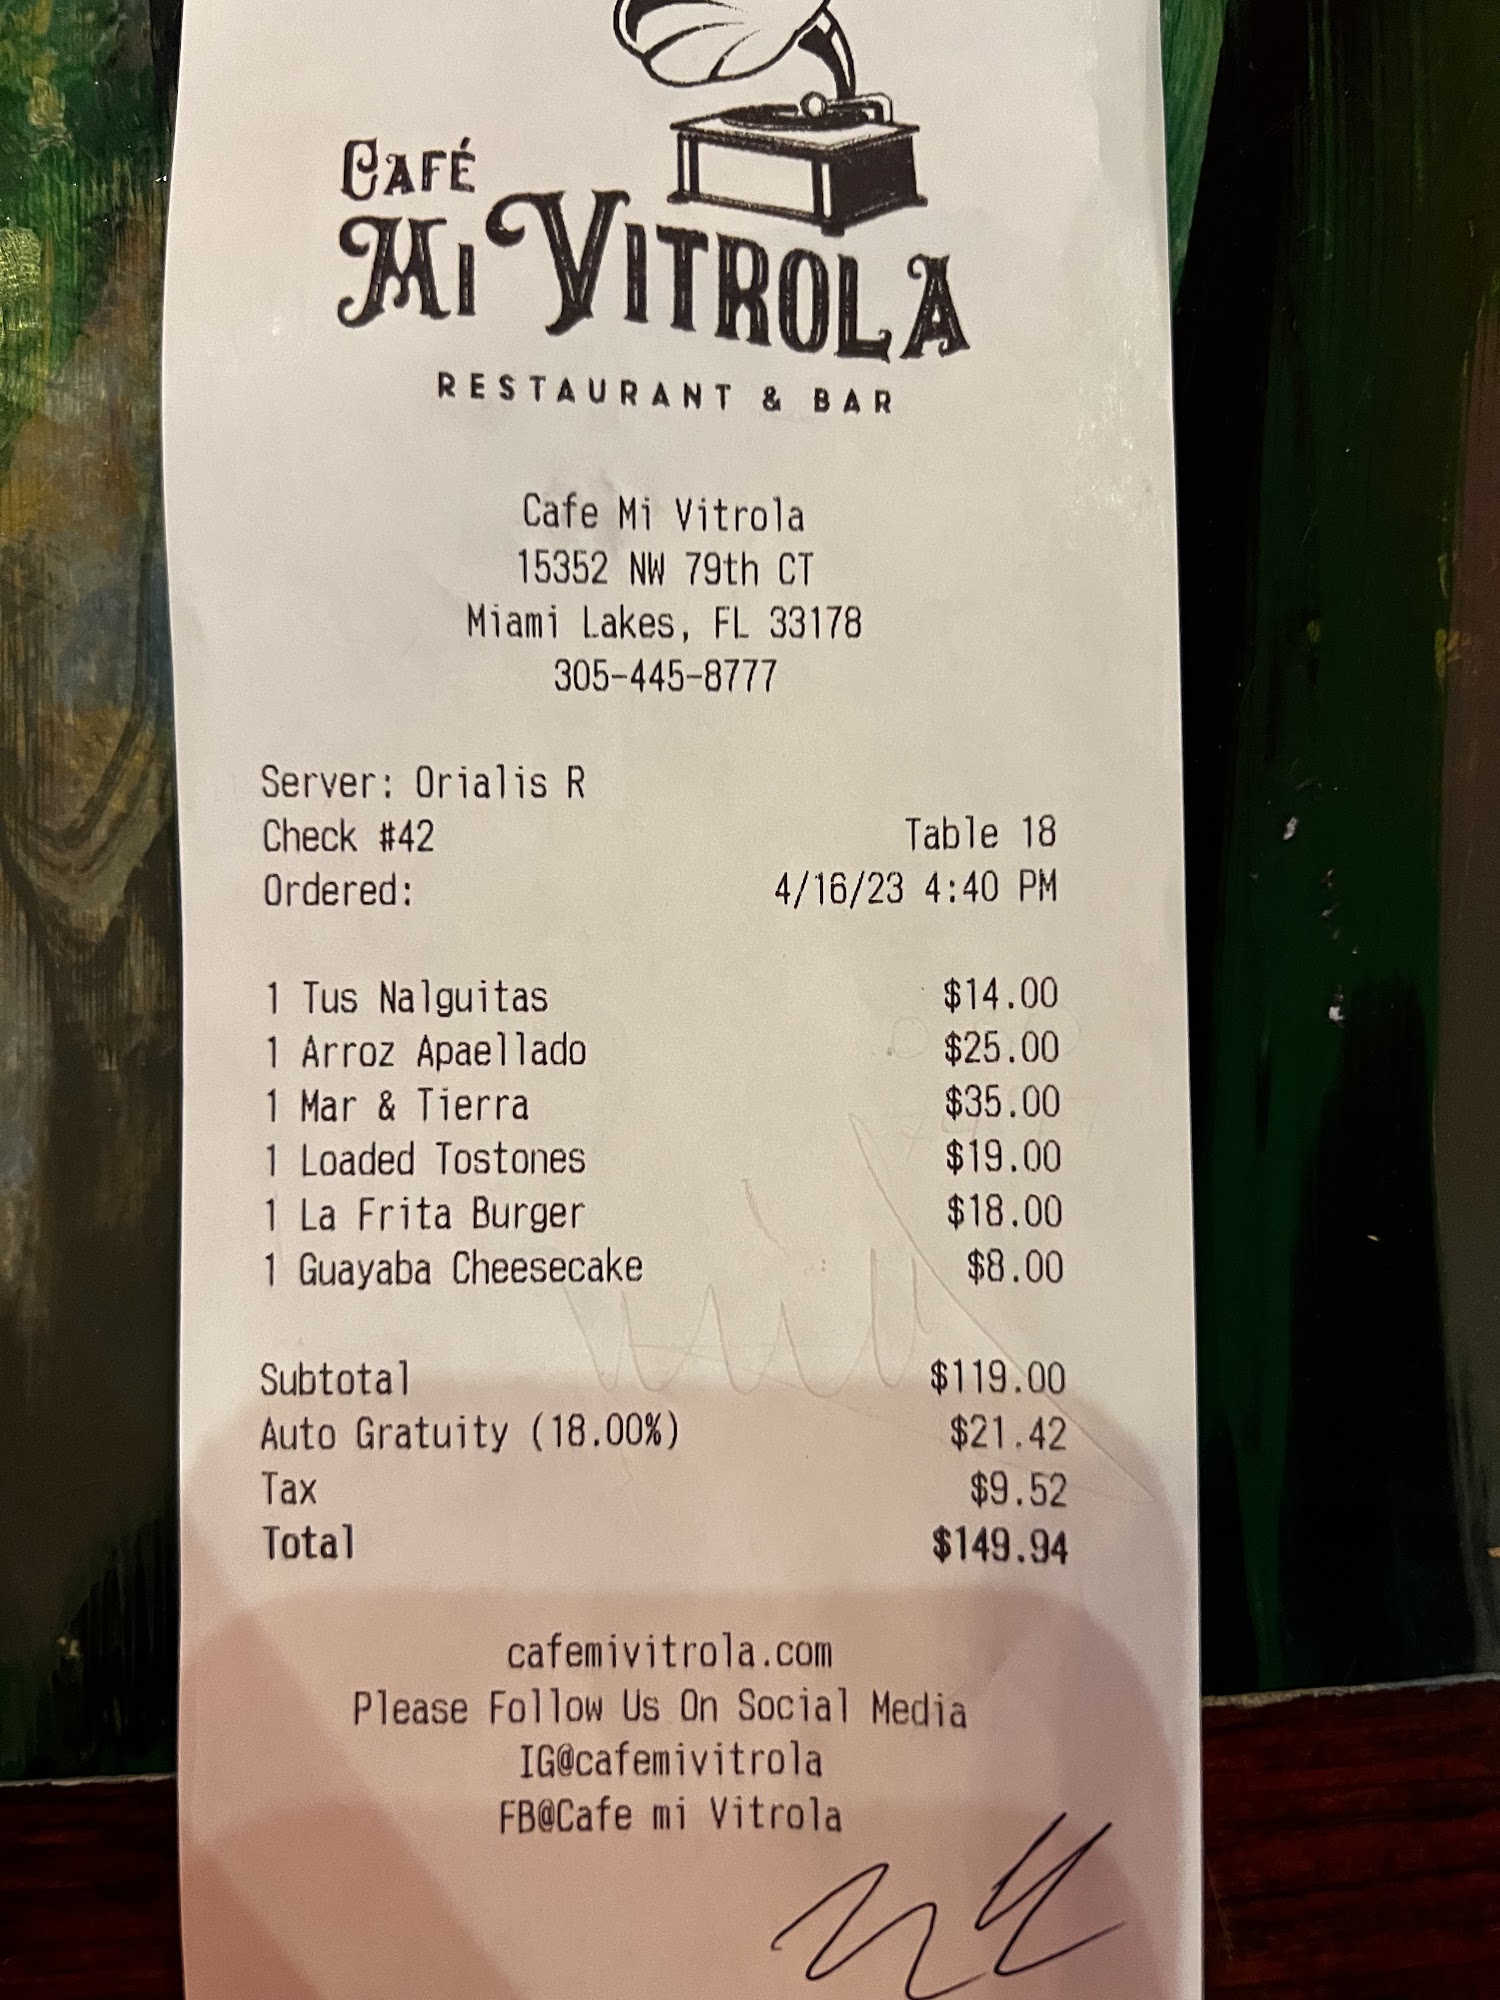 CAFÉ
MI VITROLA
RESTAURANT & BAR
Cafe Mi Vitrola
15352 NW 79th CT
Miami Lakes, FL 33178
305-445-8777
Server: Orialis R
Check #42 Table 18
Ordered: 4/16/23 4:40 PM
1 Tus Nalguitas $14.00
1 Arroz Apaellado $25.00
1 Mar & Tierra $35.00
1 Loaded Tostones $19.00
1 La Frita Burger $18.00
1 Guayaba Cheesecake $8.00
Subtotal $119.00
Auto Gratuity (18.00%) $21.42
Tax $9.52
Total $149.94
cafemivitrola.com
Please Follow Us On Social Media
IG@cafemivitrola
FB@Cafe mi Vitrola